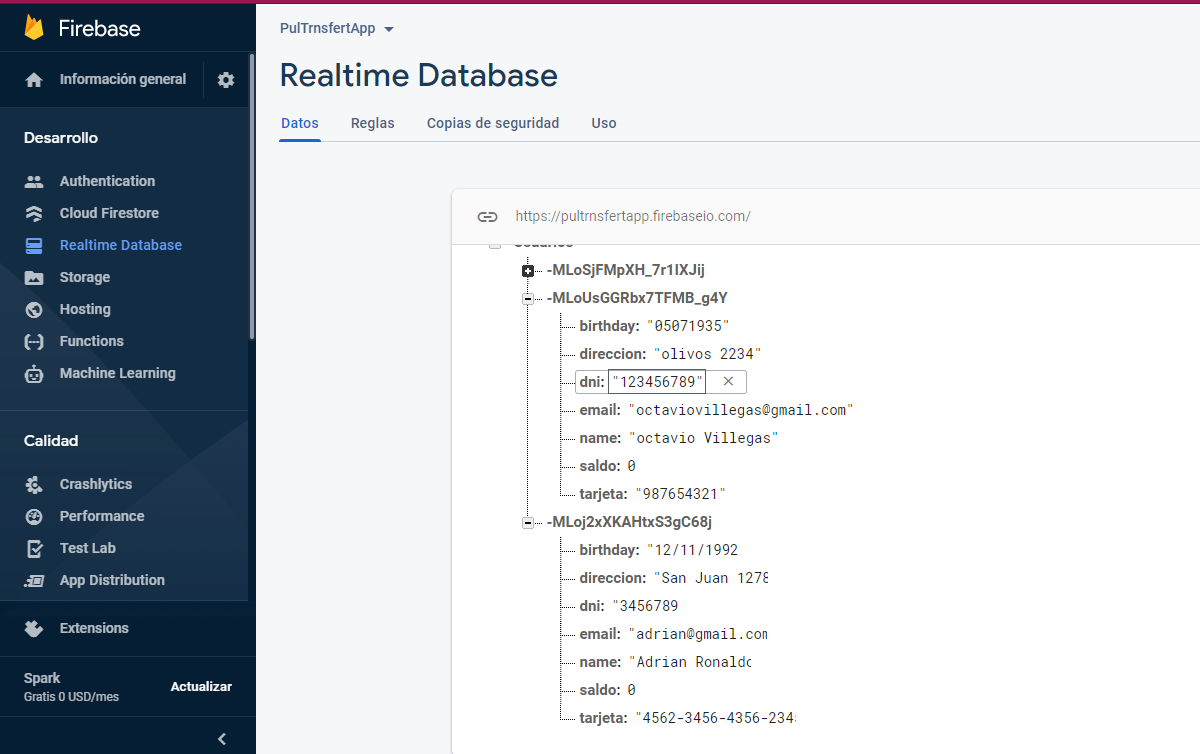 Firebase
Información general
Desarrollo
Authentication
Cloud Firestore
Realtime Database
Storage
Hosting
Functions
Machine Learning
Calidad
Crashlytics
Performance
Test Lab
App Distribution
Extensions
Spark
Gratis 0 USD/mes
Actualizar
PulTrnsfertApp
Realtime Database
Datos Reglas Copias de seguridad Uso
https://pultrnsfertapp.firebaseio.com/
-MLoSjFMpXH_7r1IXJij
-MLoUsGGRbx7TFMB_g4Y
birthday: "05071935"
direccion: "olivos 2234"
dni: "123456789"
email: "octaviovillegas@gmail.com"
name: "octavio Villegas"
saldo: 0
tarjeta: "987654321"
-MLoj2xXKAHtxS3gC68j
birthday: "12/11/1992
direccion: "San Juan 1278
dni: "3456789
email: "adrian@gmail.com
name: "Adrian Ronaldo
saldo: 0
tarjeta: "4562-3456-4356-2345